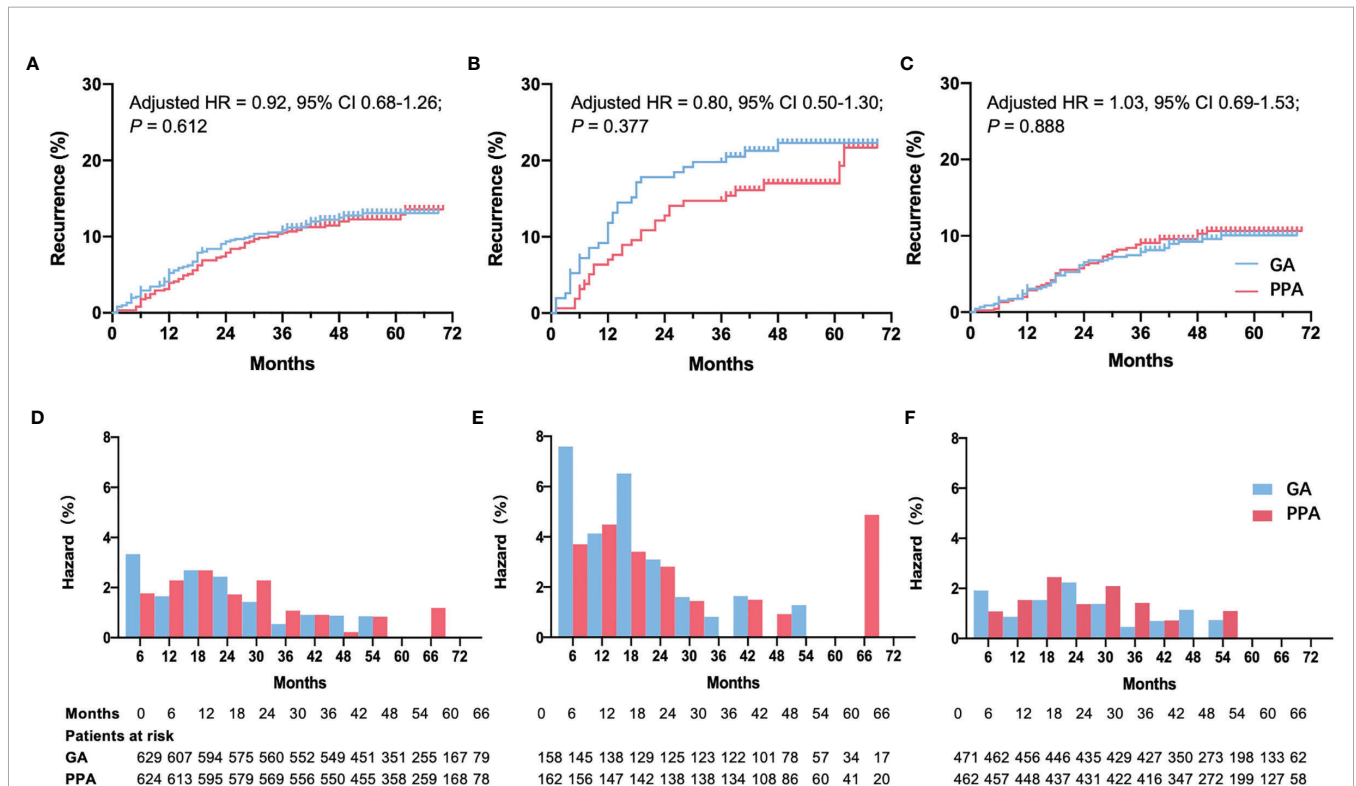 A
B
C
30
20
10
0
Recurrence (%)
Adjusted HR = 0.92, 95% CI 0.68-1.26;
P = 0.612
0 12 24 36 48 60 72
Months
30
20
10
0
Recurrence (%)
Adjusted HR = 0.80, 95% CI 0.50-1.30;
P = 0.377
0 12 24 36 48 60 72
Months
30
20
10
0
Recurrence (%)
Adjusted HR = 1.03, 95% CI 0.69-1.53;
P = 0.888
GA
PPA
0 12 24 36 48 60 72
Months
D
E
F
8
6
4
2
0
Hazard (%)
6 12 18 24 30 36 42 48 54 60 66 72
Months
8
6
4
2
0
Hazard (%)
6 12 18 24 30 36 42 48 54 60 66 72
Months
8
6
4
2
0
Hazard (%)
GA
PPA
6 12 18 24 30 36 42 48 54 60 66 72
Months
Months 0 6 12 18 24 30 36 42 48 54 60 66 0 6 12 18 24 30 36 42 48 54 60 66 0 6 12 18 24 30 36 42 48 54 60 66
Patients at risk
GA 629 607 594 575 560 552 549 451 351 255 167 79 158 145 138 129 125 123 122 101 78 57 34 17 471 462 456 446 435 429 427 350 273 198 133 62
PPA 624 613 595 579 569 556 550 455 358 259 168 78 162 156 147 142 138 138 134 108 86 60 41 20 462 457 448 437 431 422 416 347 272 199 127 58